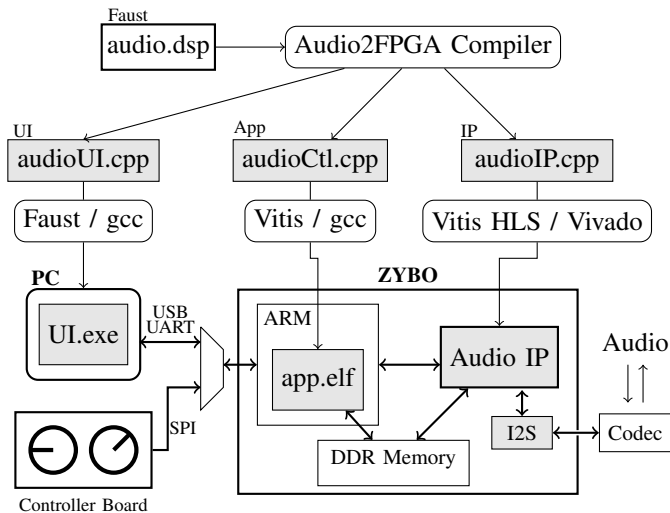 Faust
audio.dsp
Audio2FPGA Compiler
UI
App
IP
audioUI.cpp
audioCtl.cpp
audioIP.cpp
Faust / gcc
Vitis / gcc
Vitis HLS / Vivado
PC
ZYBO
USB
UART
UI.exe
ARM
app.elf
Audio IP
Audio
SPI
I2S
Codec
DDR Memory
Controller Board